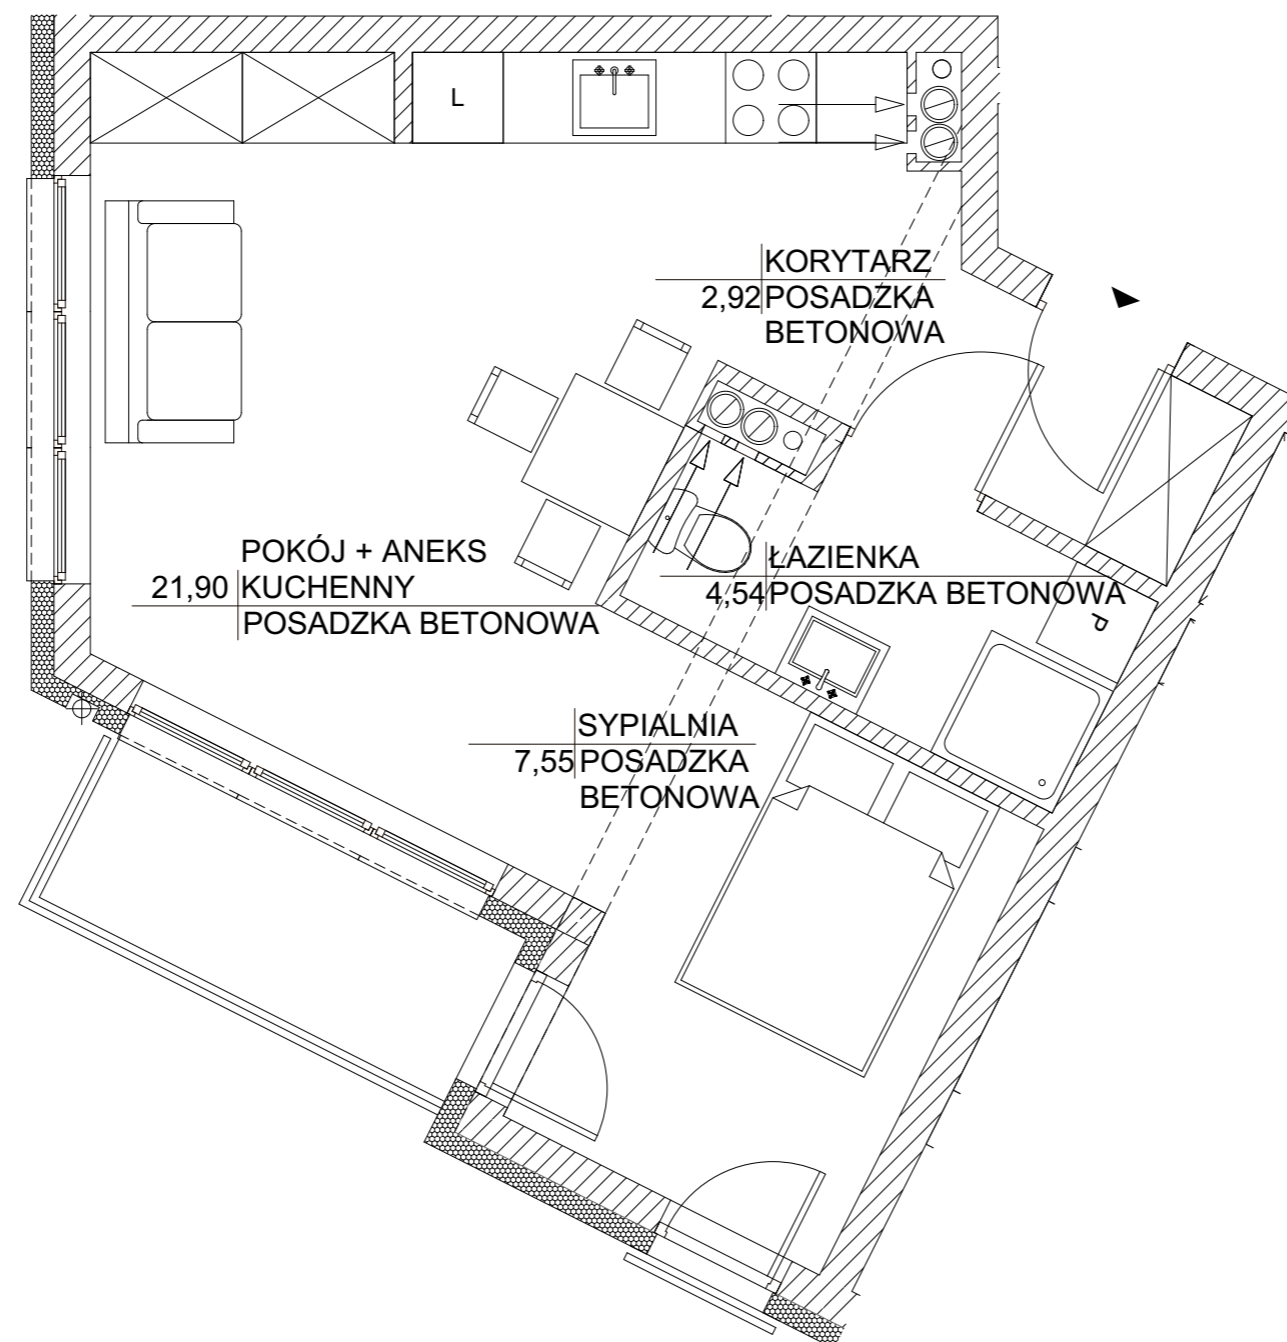 L
KORYTARZ
2,92 POSADZKA
BETONOWA
POKÓJ + ANEKS
21,90 KUCHENNY
POSADZKA BETONOWA
ŁAZIENKA
4,54 POSADZKA BETONOWA
P
SYPIALNIA
7,55 POSADZKA
BETONOWA